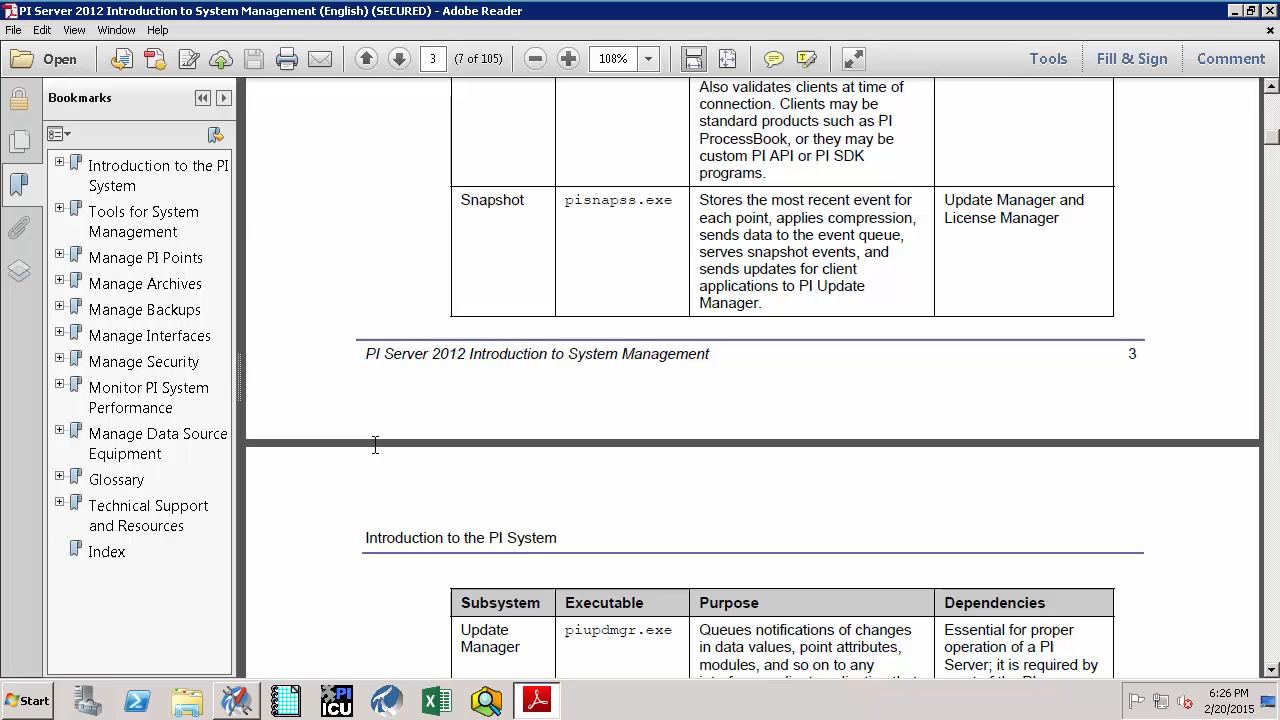 PI Server 2012 Introduction to System Management (English) (SECURED) - Adobe Reader
File Edit View Window Help
Open 3 (7 of 105) 108% Tools Fill & Sign Comment
Bookmarks
Introduction to the PI
System
Tools for System
Management
Manage PI Points
Manage Archives
Manage Backups
Manage Interfaces
Manage Security
Monitor PI System
Performance
Manage Data Source
Equipment
Glossary
Technical Support
and Resources
Index
Also validates clients at time of
connection. Clients may be
standard products such as PI
ProcessBook, or they may be
custom PI API or PI SDK
programs.
Snapshot
pisnapss.exe
Stores the most recent event for
each point, applies compression,
sends data to the event queue,
serves snapshot events, and
sends updates for client
applications to PI Update
Manager.
Update Manager and
License Manager
PI Server 2012 Introduction to System Management 3
Introduction to the PI System
Subsystem Executable Purpose Dependencies
Update
Manager
piupdmgr.exe
Queues notifications of changes
in data values, point attributes,
modules, and so on to any
Essential for proper
operation of a PI
Server; it is required by
Start
PI
ICU
6:26 PM
2/20/2015